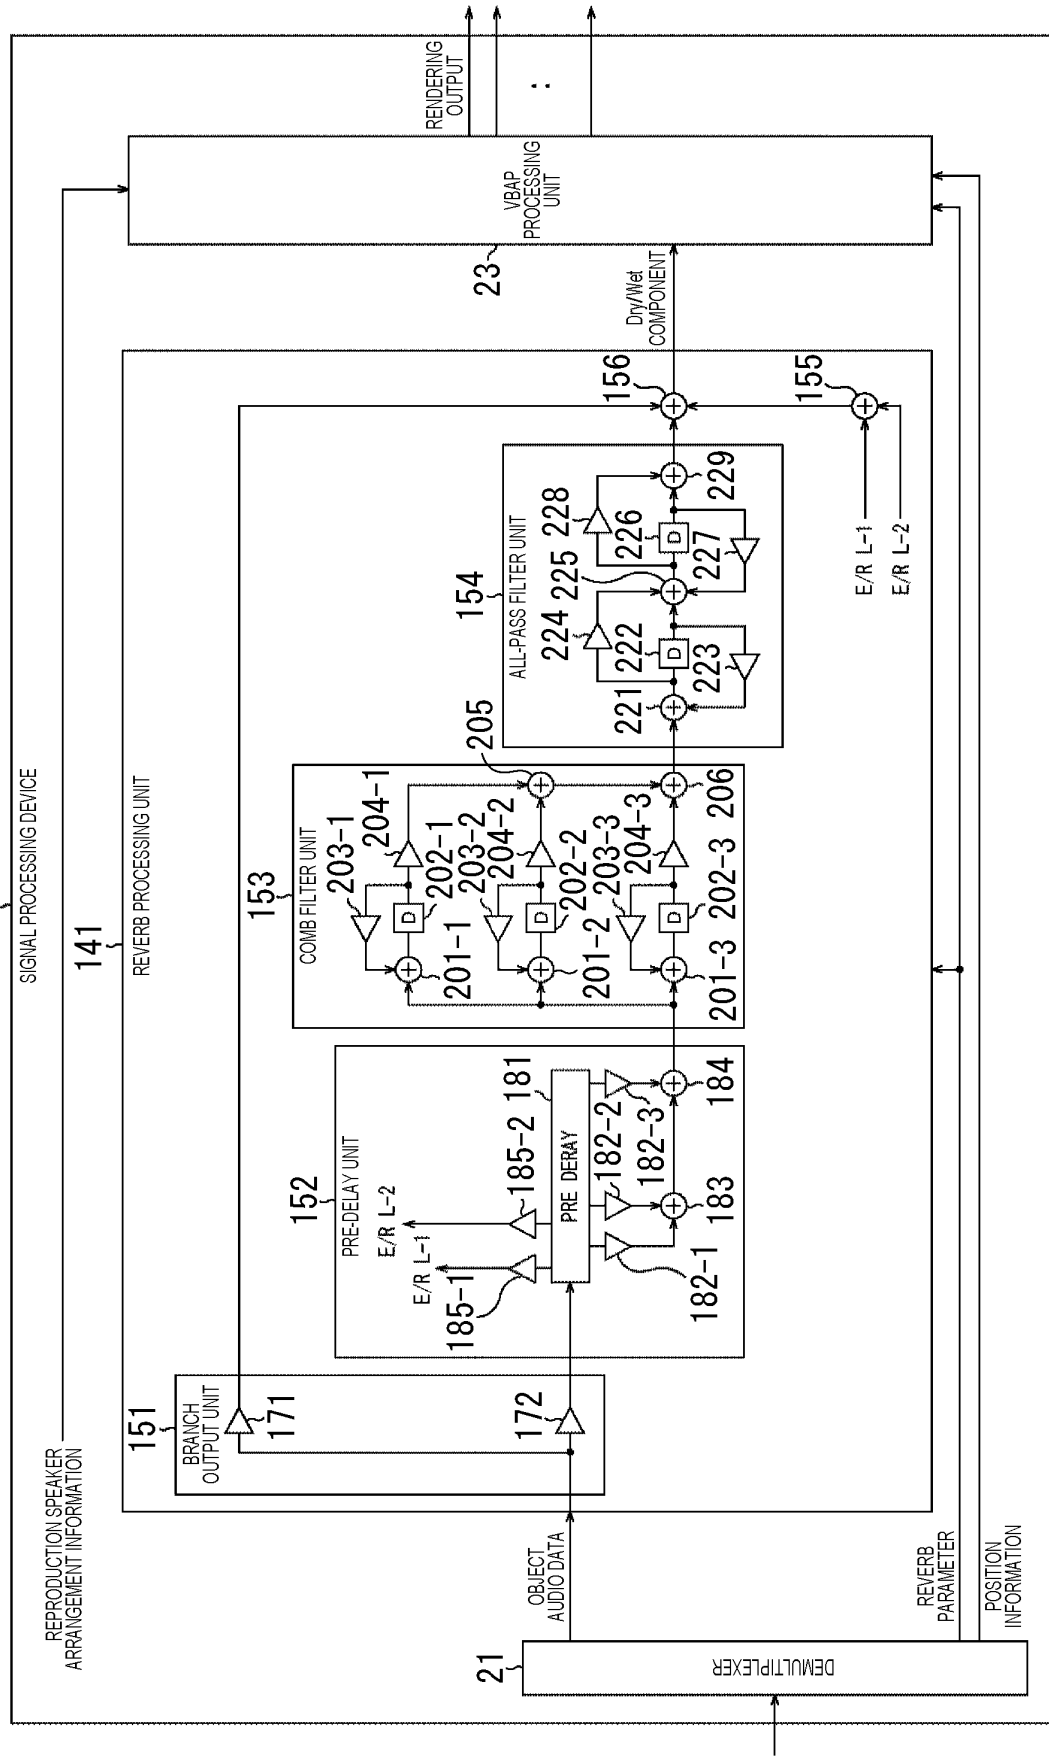 SIGNAL PROCESSING DEVICE
REPRODUCTION SPEAKER
ARRANGEMENT INFORMATION
141
REVERB PROCESSING UNIT
151
BRANCH
OUTPUT UNIT
171
172
152
PRE-DELAY UNIT
E/R L-2
E/R L-1
185-1
185-2
181
PRE DERAY
182-1
182-2
182-3
183
184
153
COMB FILTER UNIT
203-1
204-1
201-1
202-1
203-2
204-2
201-2
202-2
203-3
204-3
201-3
202-3
D
D
D
205
206
154
ALL-PASS FILTER UNIT
224
228
222
225
226
221
D
D
223
227
229
156
155
E/R L-1
E/R L-2
Dry/Wet
COMPONENT
23
VBAP
PROCESSING
UNIT
RENDERING
OUTPUT
21
DEMULTIPLEXER
OBJECT
AUDIO DATA
REVERB
PARAMETER
POSITION
INFORMATION